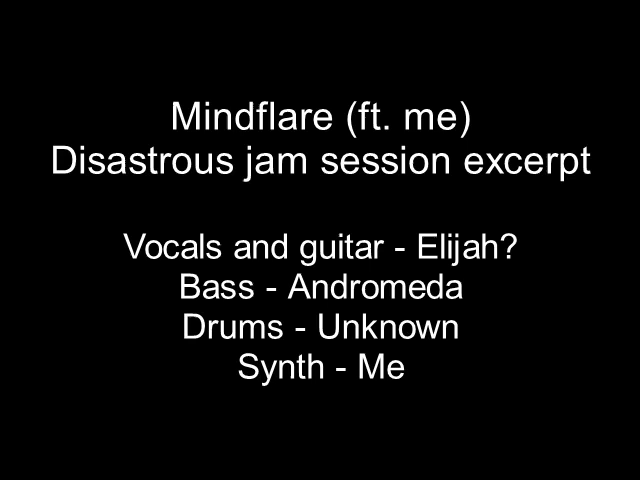 Mindflare (ft. me)
Disastrous jam session excerpt
Vocals and guitar - Elijah?
Bass - Andromeda
Drums - Unknown
Synth - Me